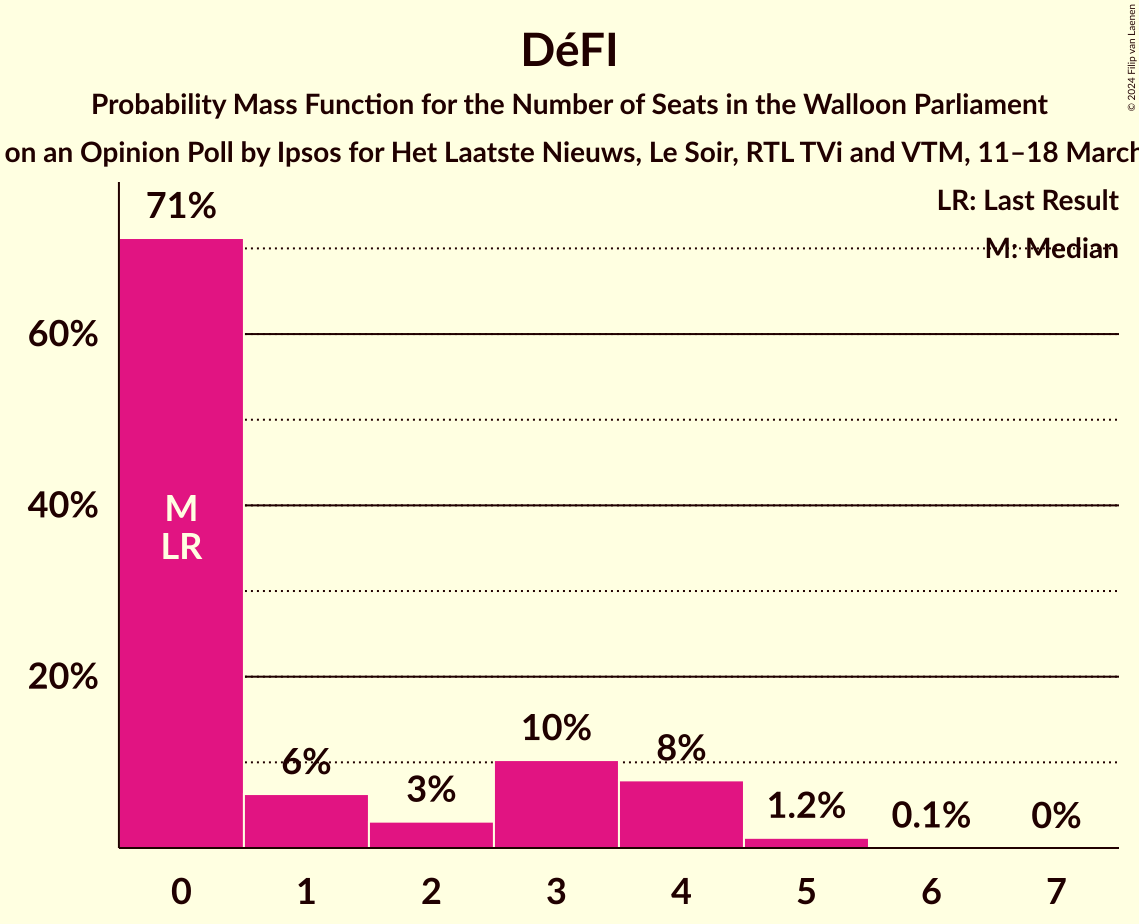 DéFI
Probability Mass Function for the Number of Seats in the Walloon Parliament
on an Opinion Poll by Ipsos for Het Laatste Nieuws, Le Soir, RTL TVi and VTM, 11–18 March
© 2024 Filip van Laenen
LR: Last Result
M: Median
71%
60%
40%
20%
M
LR
6%
3%
10%
8%
1.2%
0.1%
0%
0 1 2 3 4 5 6 7